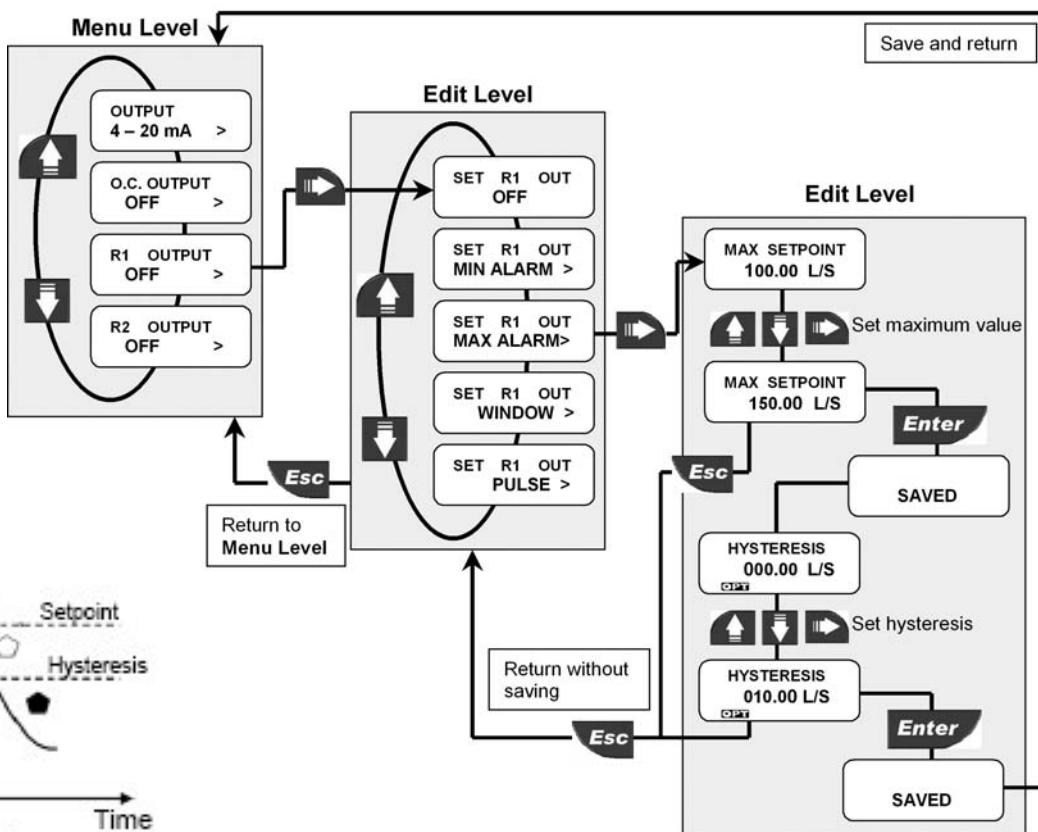 Menu Level
Save and return
OUTPUT
4 – 20 mA >
O.C. OUTPUT
OFF >
R1 OUTPUT
OFF >
R2 OUTPUT
OFF >
Esc
Return to
Menu Level
Edit Level
SET R1 OUT
OFF
SET R1 OUT
MIN ALARM >
SET R1 OUT
MAX ALARM>
SET R1 OUT
WINDOW >
SET R1 OUT
PULSE >
Edit Level
MAX SETPOINT
100.00 L/S
Set maximum value
MAX SETPOINT
150.00 L/S
Enter
Esc
SAVED
HYSTERESIS
000.00 L/S
OPT
Set hysteresis
HYSTERESIS
010.00 L/S
OPT
Enter
SAVED
Return without
saving
Esc
Setpoint
Hysteresis
Time